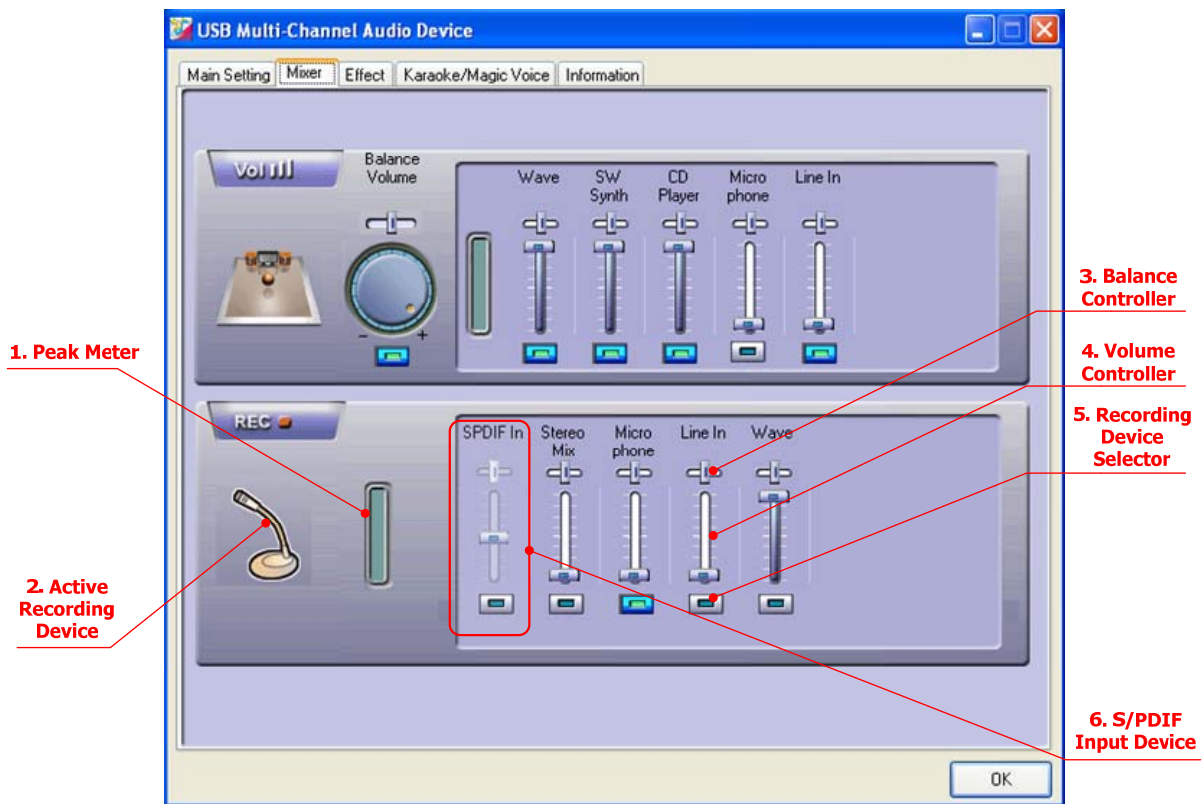 USB Multi-Channel Audio Device
Main Setting Mixer Effect Karaoke/Magic Voice Information
Vol
Balance
Volume
Wave
SW
Synth
CD
Player
Micro
phone
Line In
- +
REC
SPDIF In
Stereo
Mix
Micro
phone
Line In
Wave
OK
1. Peak Meter
2. Active
Recording
Device
3. Balance
Controller
4. Volume
Controller
5. Recording
Device
Selector
6. S/PDIF
Input Device